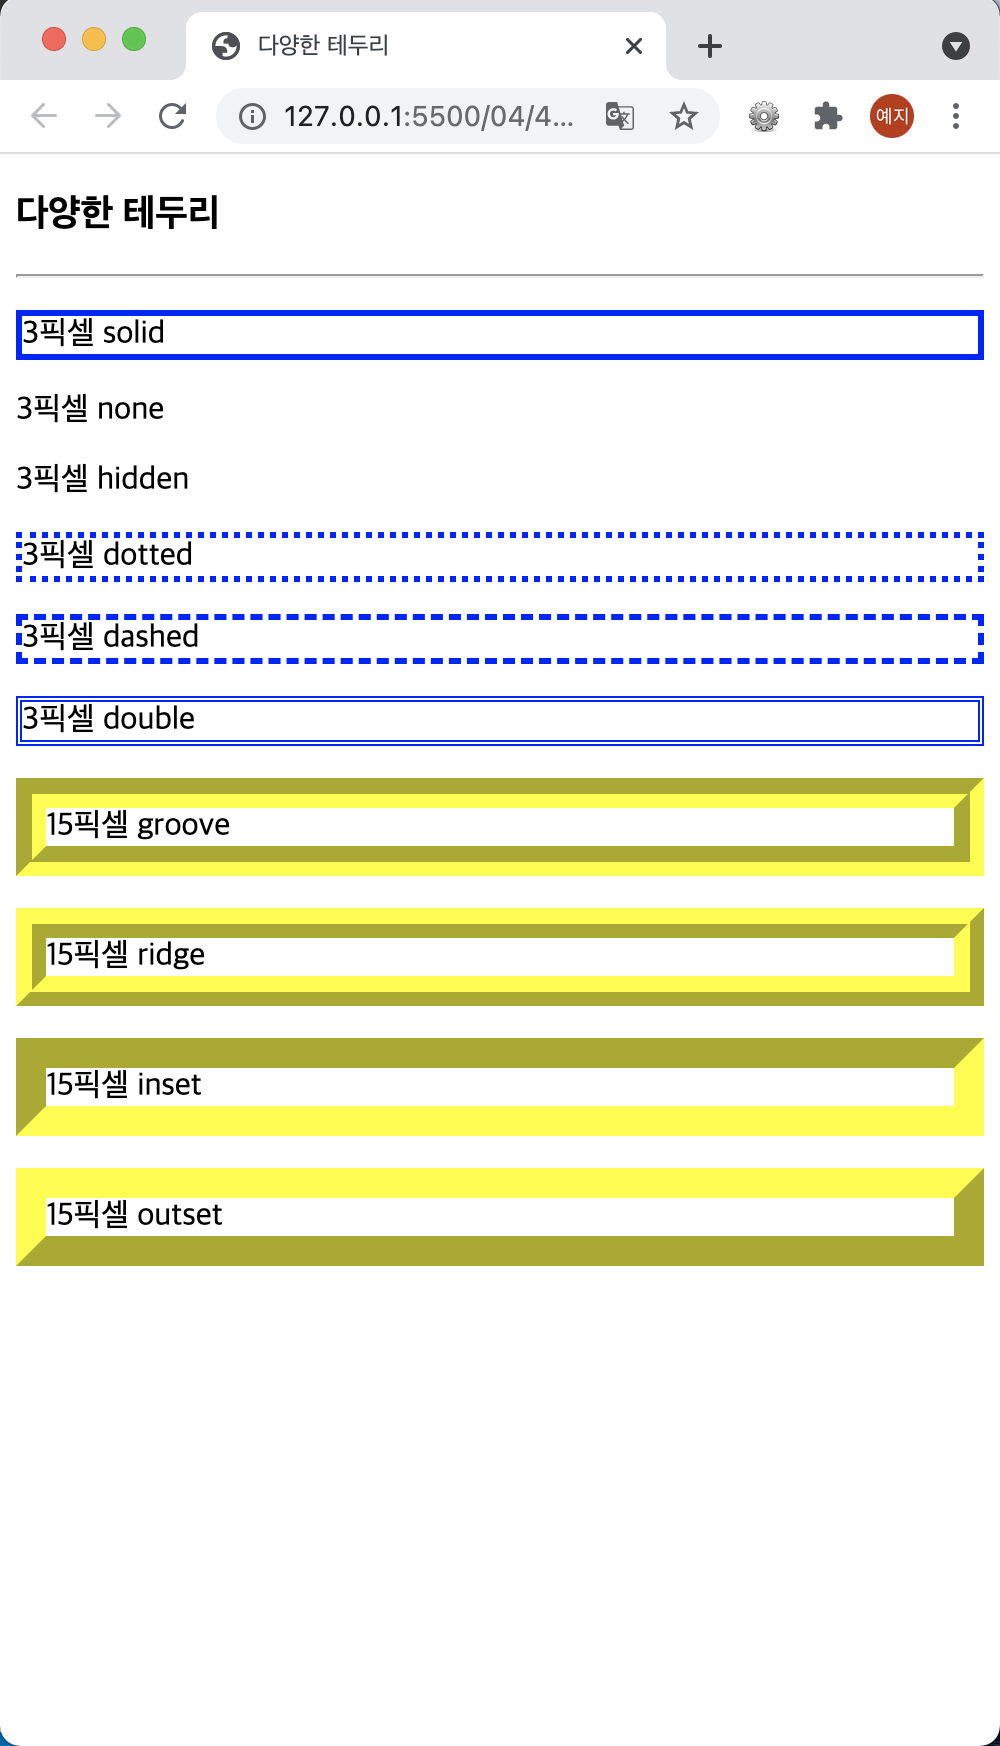 다양한 테두리
127.0.0.1:5500/04/4...
예지
다양한 테두리
3픽셀 solid
3픽셀 none
3픽셀 hidden
3픽셀 dotted
3픽셀 dashed
3픽셀 double
15픽셀 groove
15픽셀 ridge
15픽셀 inset
15픽셀 outset